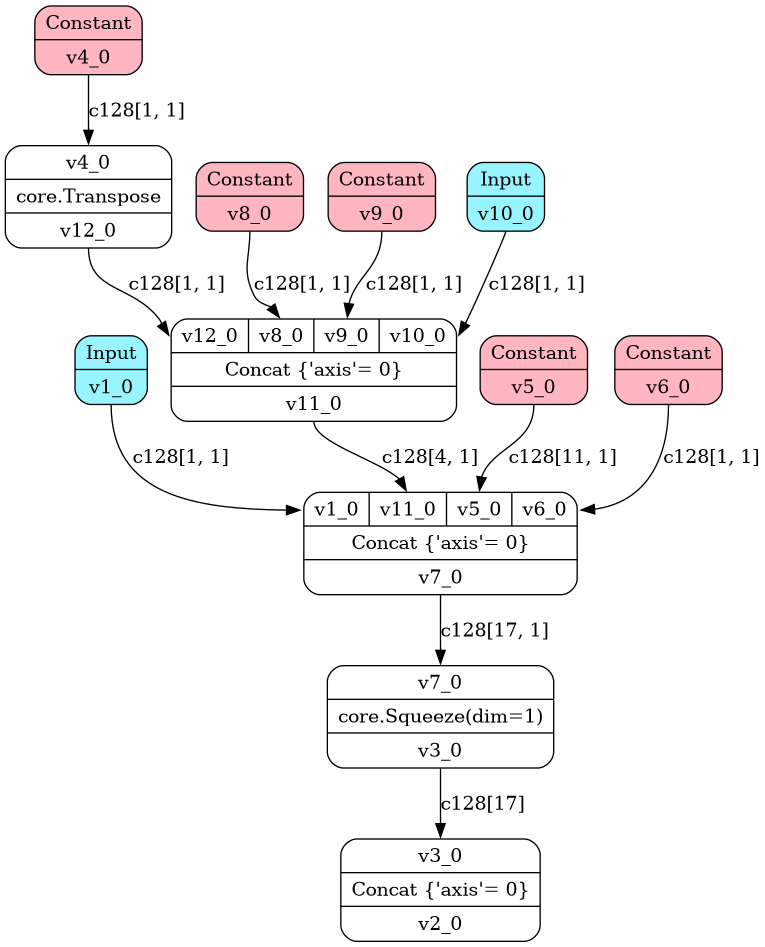 Constant
v4_0
c128[1, 1]
v4_0
core.Transpose
v12_0
Constant
v8_0
Constant
v9_0
Input
v10_0
c128[1, 1]
c128[1, 1]
c128[1, 1]
c128[1, 1]
v12_0 v8_0 v9_0 v10_0
Concat {'axis'= 0}
v11_0
Input
v1_0
Constant
v5_0
Constant
v6_0
c128[1, 1]
c128[4, 1]
c128[11, 1]
c128[1, 1]
v1_0 v11_0 v5_0 v6_0
Concat {'axis'= 0}
v7_0
c128[17, 1]
v7_0
core.Squeeze(dim=1)
v3_0
c128[17]
v3_0
Concat {'axis'= 0}
v2_0